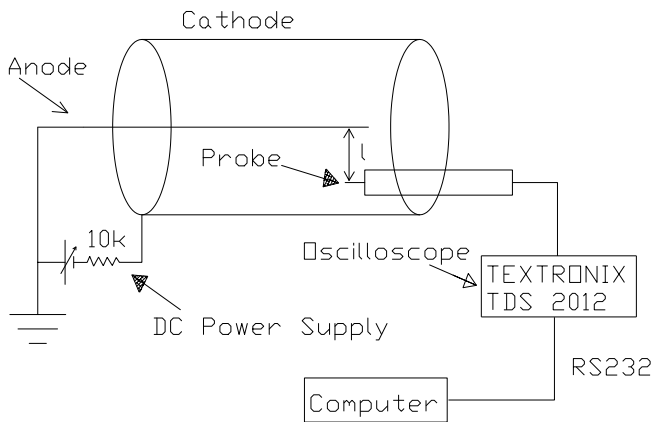 Cathode
Anode
l
Probe
10k
Oscilloscope
TEXTRONIX
TDS 2012
DC Power Supply
RS232
Computer